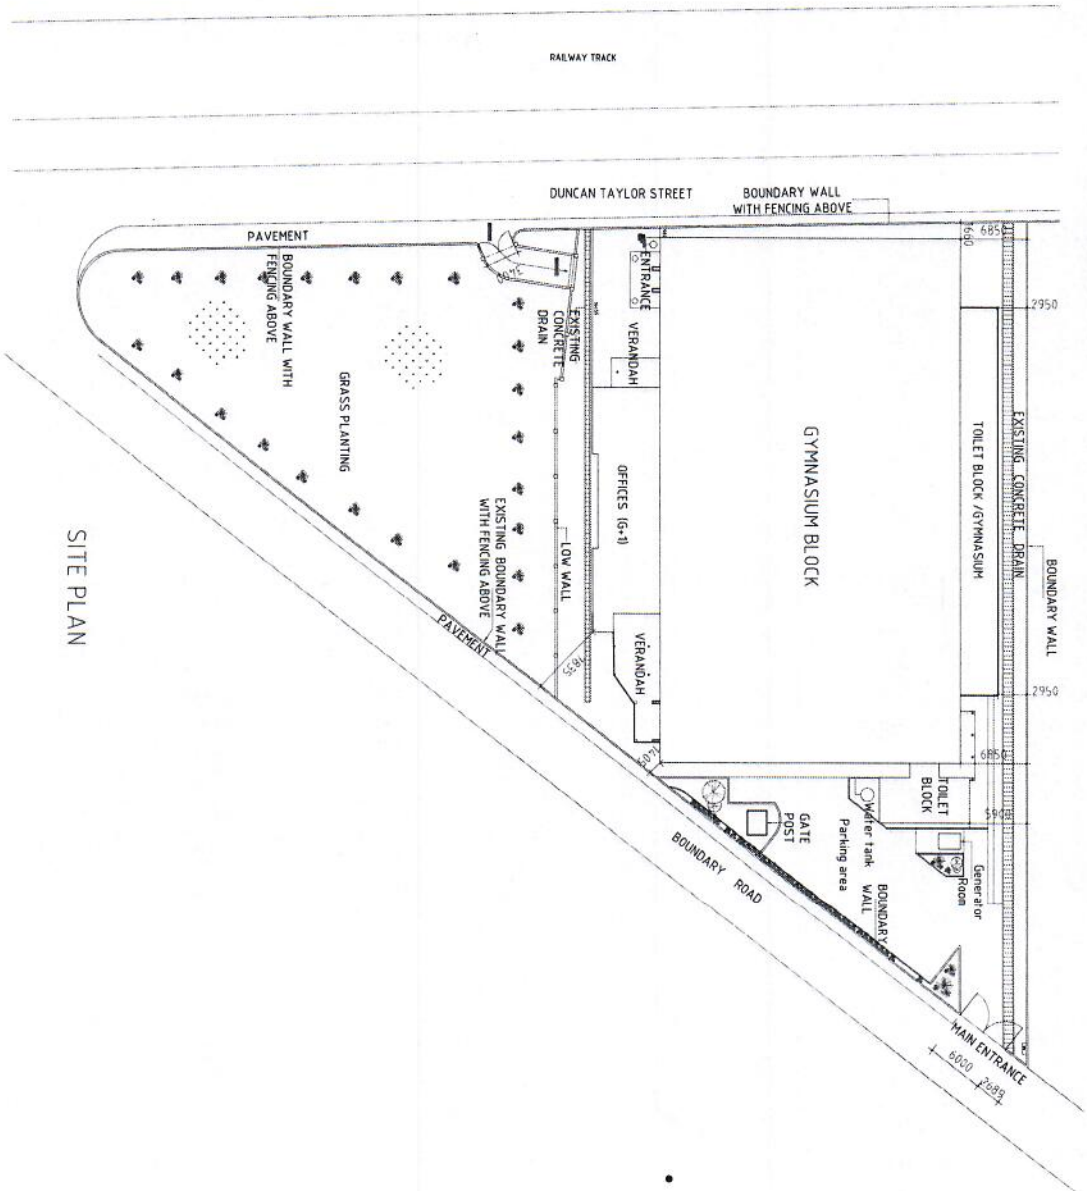 RAILWAY TRACK
DUNCAN TAYLOR STREET
BOUNDARY WALL
WITH FENCING ABOVE
PAVEMENT
BOUNDARY WALL WITH
FENCING ABOVE
GRASS PLANTING
EXISTING
CONCRETE
DRAIN
ENTRANCE
VERANDAH
OFFICES (G+1)
LOW WALL
EXISTING BOUNDARY WALL
WITH FENCING ABOVE
PAVEMENT
VERANDAH
GYMNASIUM BLOCK
TOILET BLOCK /GYMNASIUM
EXISTING CONCRETE DRAIN
BOUNDARY WALL
6850
2950
2950
6850
TOILET
BLOCK
GATE
POST
Water tank
Parking area
BOUNDARY
WALL
Generator
Room
BOUNDARY ROAD
MAIN ENTRANCE
6000
2689
SITE PLAN